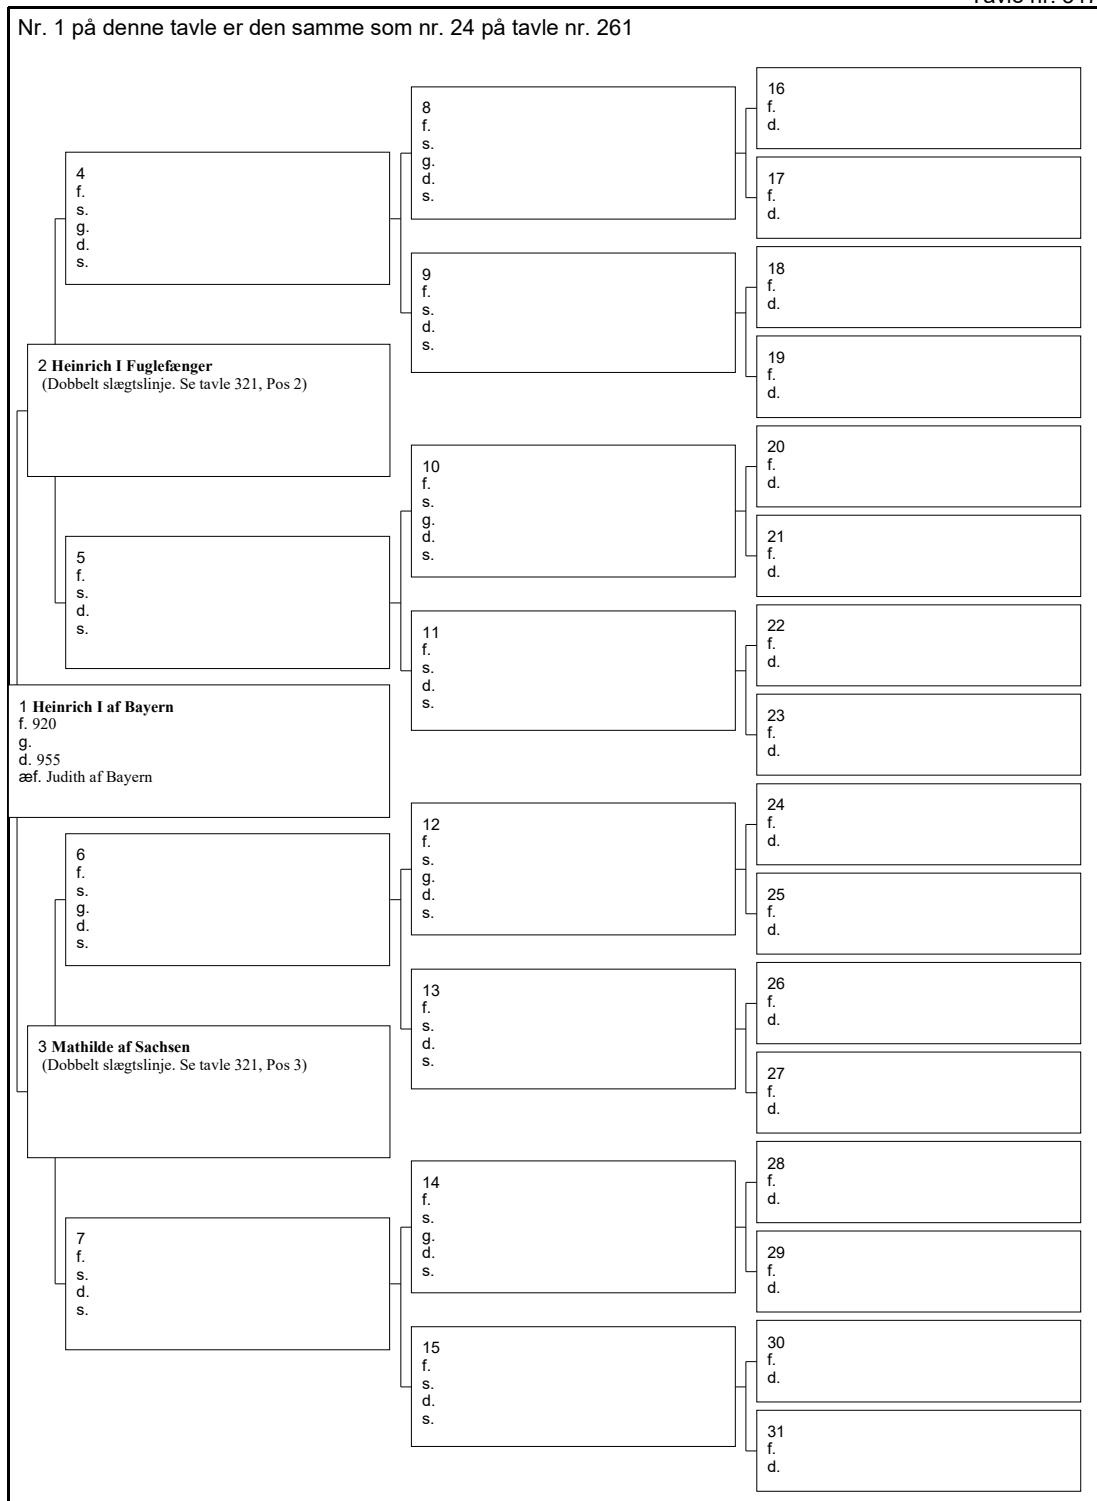 Nr. 1 på denne tavle er den samme som nr. 24 på tavle nr. 261
16
f.
d.
8
f.
s.
g.
d.
s.
17
f.
d.
4
f.
s.
g.
d.
s.
18
f.
d.
9
f.
s.
d.
s.
19
f.
d.
2 Heinrich I Fuglefænger
(Dobbelt slægtslinje. Se tavle 321, Pos 2)
20
f.
d.
10
f.
s.
g.
d.
s.
21
f.
d.
5
f.
s.
d.
s.
22
f.
d.
11
f.
s.
d.
s.
23
f.
d.
1 Heinrich I af Bayern
f. 920
g.
d. 955
æf. Judith af Bayern
24
f.
d.
12
f.
s.
g.
d.
s.
25
f.
d.
6
f.
s.
g.
d.
s.
26
f.
d.
13
f.
s.
d.
s.
27
f.
d.
3 Mathilde af Sachsen
(Dobbelt slægtslinje. Se tavle 321, Pos 3)
28
f.
d.
14
f.
s.
g.
d.
s.
29
f.
d.
7
f.
s.
d.
s.
30
f.
d.
15
f.
s.
d.
s.
31
f.
d.